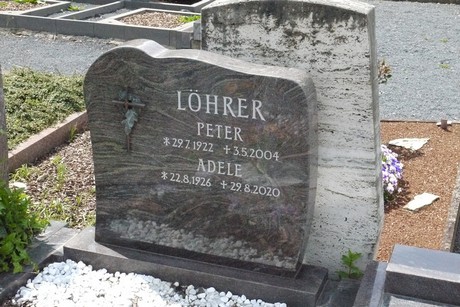 LÖHRER
PETER
*29.7.1922 +3.5.2004
ADELE
*22.8.1926 +29.8.2020